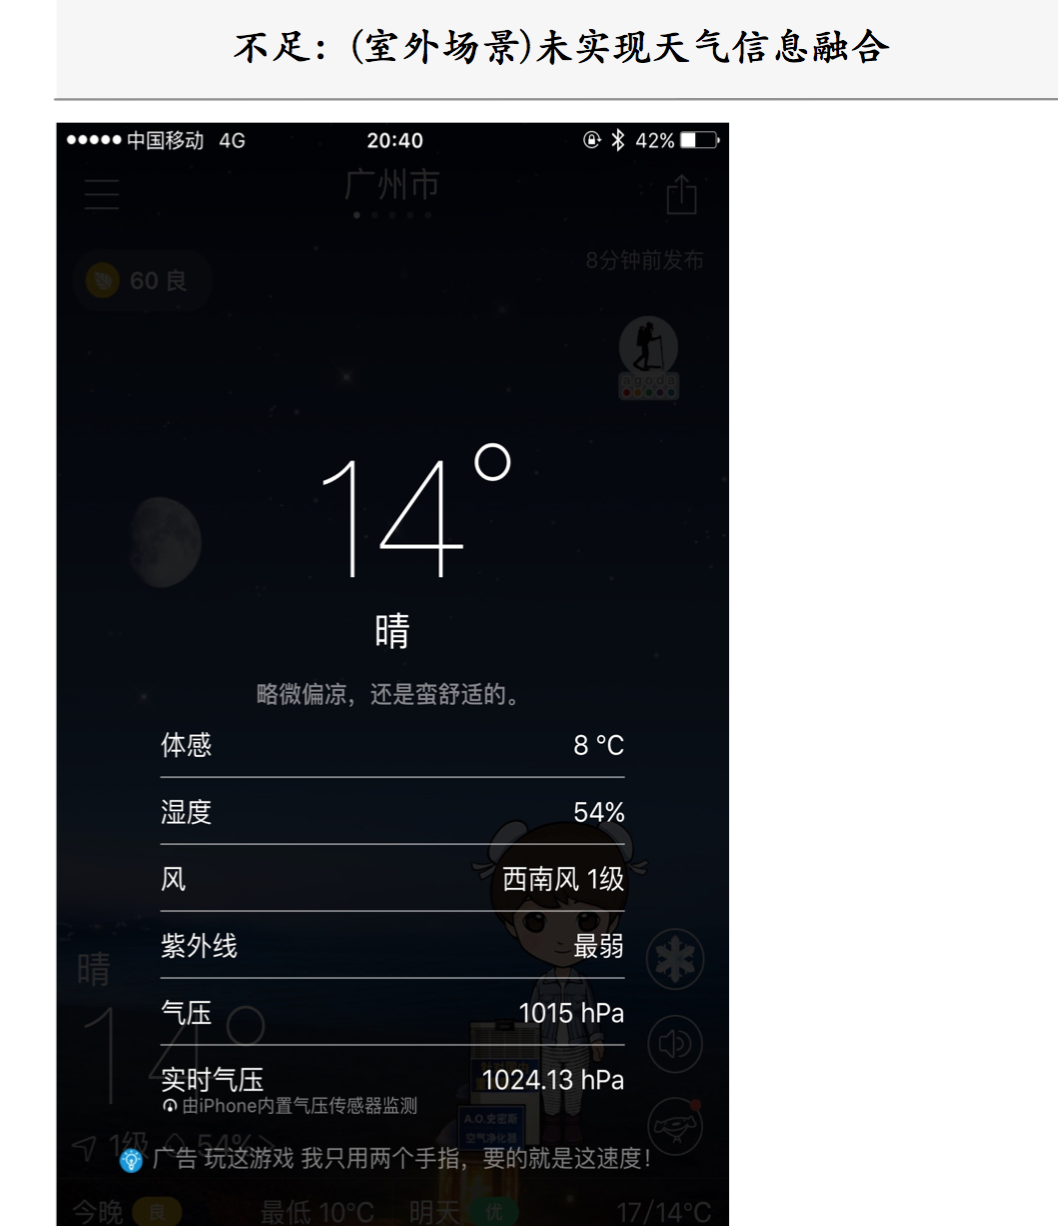 不足：(室外场景)未实现天气信息融合
中国移动 4G 20:40 42%
广州市
8分钟前发布
60 良
agoda
14°
晴
略微偏凉，还是蛮舒适的。
体感 8 °C
湿度 54%
风 西南风 1级
紫外线 最弱
晴
气压 1015 hPa
14°
实时气压 1024.13 hPa
由iPhone内置气压传感器监测
A.O.史密斯
空气净化器
1级 54%
广告 玩这游戏 我只用两个手指，要的就是这速度！
今晚 良 最低 10°C 明天 优 17/14°C